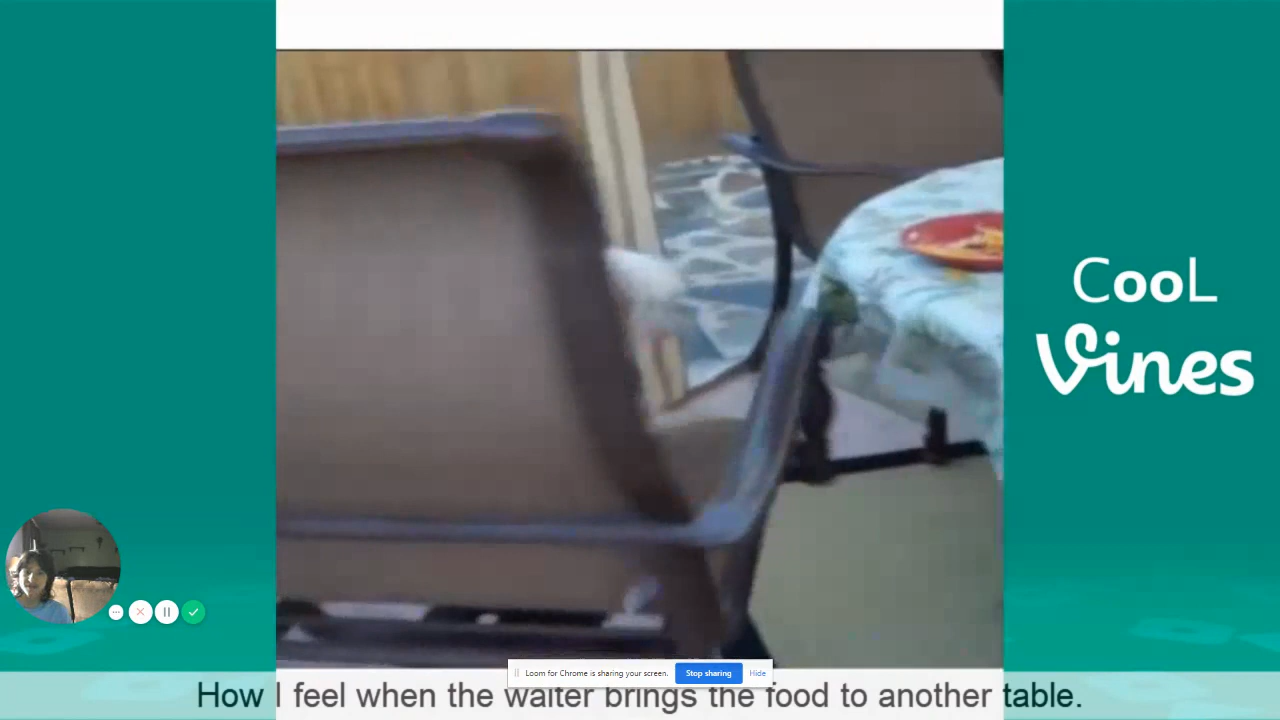 CooL
Vines
Loom for Chrome is sharing your screen. Stop sharing Hide
How I feel when the waiter brings the food to another table.